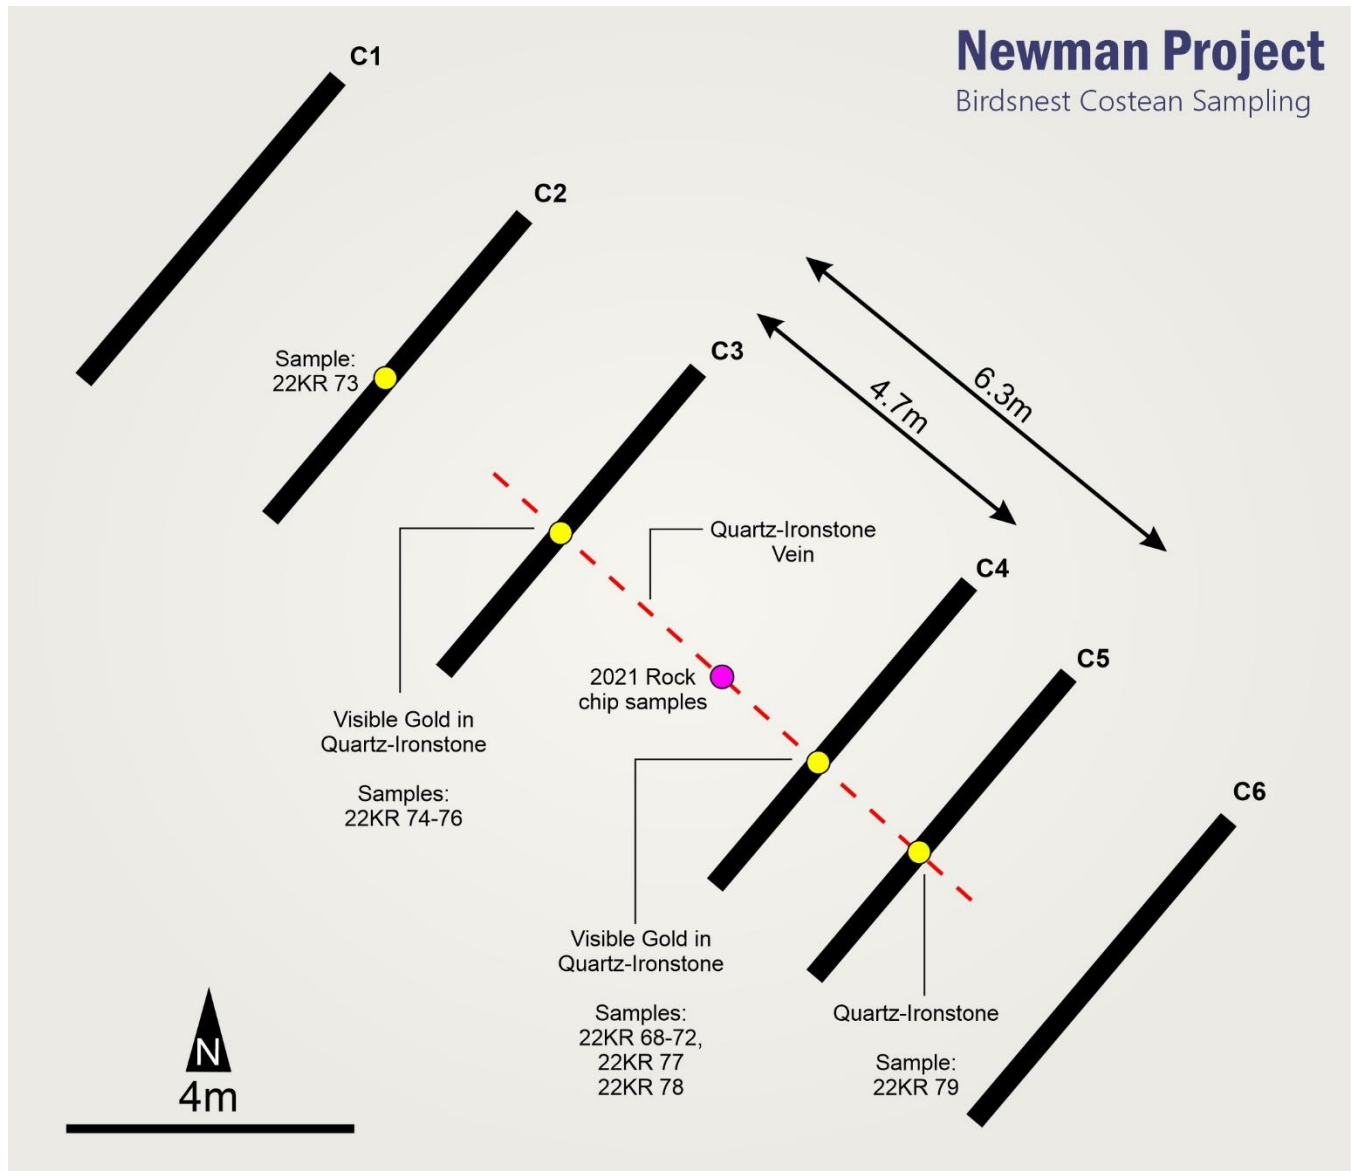 Newman Project
Birdsnest Costean Sampling
C1
C2
Sample:
22KR 73
C3
6.3m
4.7m
Quartz-Ironstone
Vein
C4
2021 Rock
chip samples
C5
Visible Gold in
Quartz-Ironstone
Samples:
22KR 74-76
C6
Visible Gold in
Quartz-Ironstone
Samples:
22KR 68-72,
22KR 77
22KR 78
Quartz-Ironstone
Sample:
22KR 79
N
4m